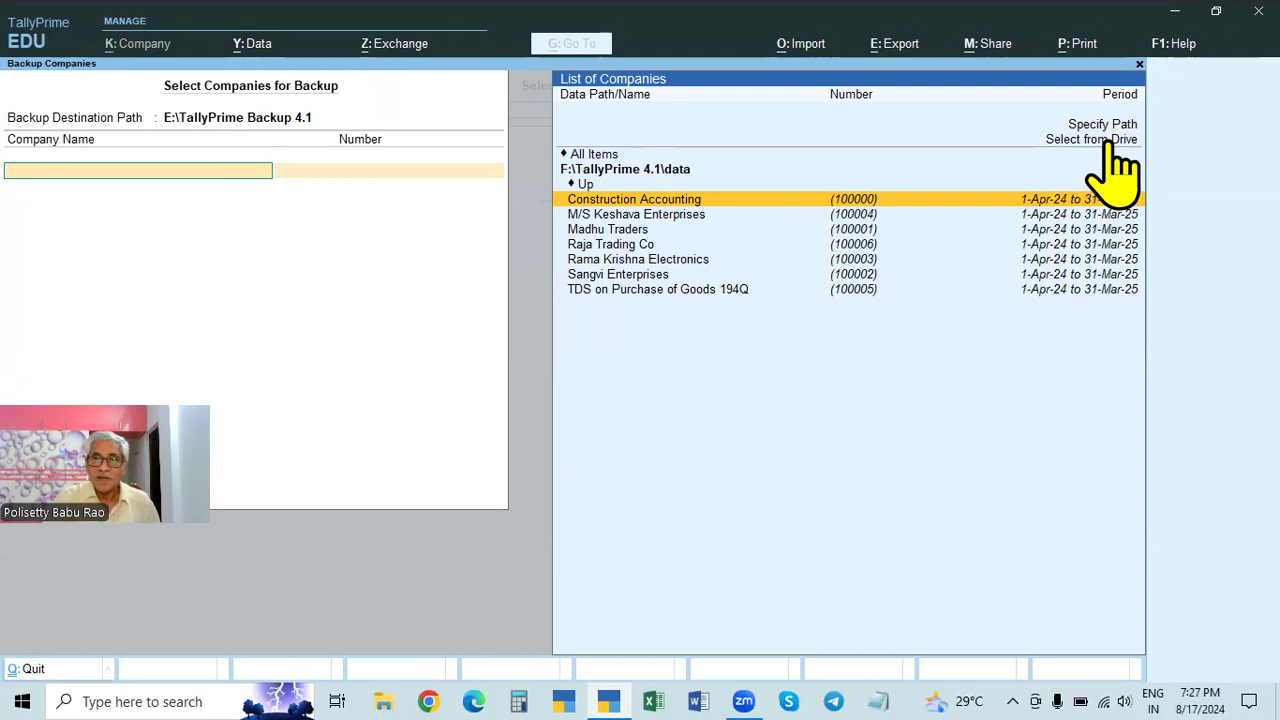 TallyPrime
EDU
MANAGE
K: Company
Y: Data
Z: Exchange
G: Go To
O: Import
E: Export
M: Share
P: Print
F1: Help
Backup Companies
Select Companies for Backup
Backup Destination Path : E:\TallyPrime Backup 4.1
Company Name Number
List of Companies
Data Path/Name Number Period
Specify Path
Select from Drive
♦ All Items
F:\TallyPrime 4.1\data
♦ Up
Construction Accounting (100000) 1-Apr-24 to 31-Mar-25
M/S Keshava Enterprises (100004) 1-Apr-24 to 31-Mar-25
Madhu Traders (100001) 1-Apr-24 to 31-Mar-25
Raja Trading Co (100006) 1-Apr-24 to 31-Mar-25
Rama Krishna Electronics (100003) 1-Apr-24 to 31-Mar-25
Sangvi Enterprises (100002) 1-Apr-24 to 31-Mar-25
TDS on Purchase of Goods 194Q (100005) 1-Apr-24 to 31-Mar-25
Polisetty Babu Rao
Q: Quit
Type here to search
29°C
ENG
IN
7:27 PM
8/17/2024